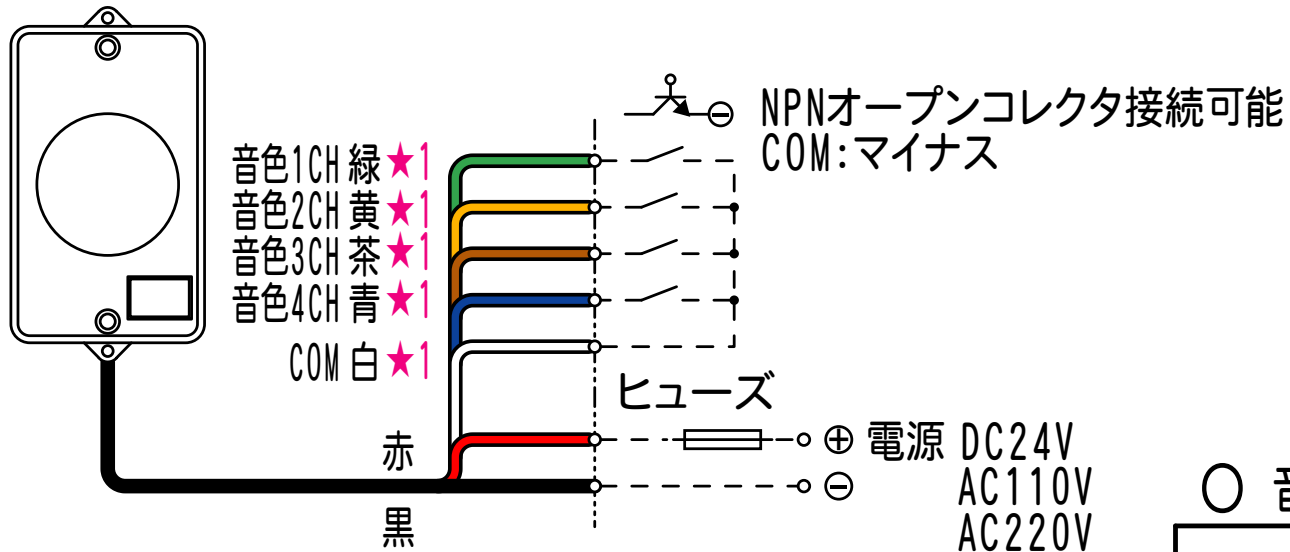 NPNオープンコレクタ接続可能
COM:マイナス
音色1CH 緑★1
音色2CH 黄★1
音色3CH 茶★1
音色4CH 青★1
COM 白★1
ヒューズ
赤
⊕ 電源 DC24V
⊖
AC110V
黒
AC220V
○ 音